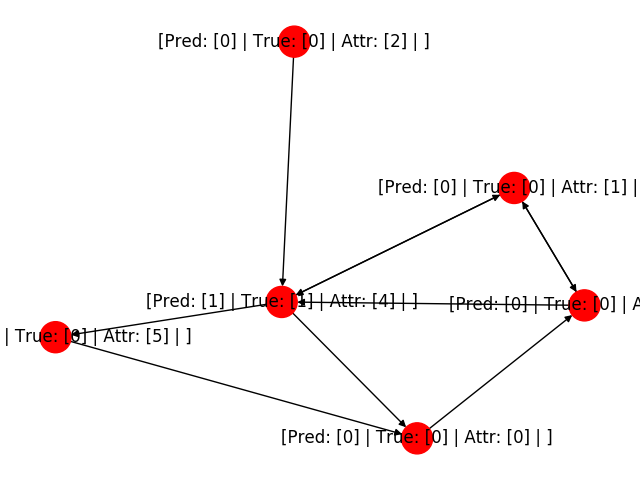 [Pred: [0] | True: [0] | Attr: [2] | ]
[Pred: [0] | True: [0] | Attr: [1] |
[Pred: [1] | True: [1] | Attr: [4] | ]
[Pred: [0] | True: [0] | A
| True: [0] | Attr: [5] | ]
[Pred: [0] | True: [0] | Attr: [0] | ]